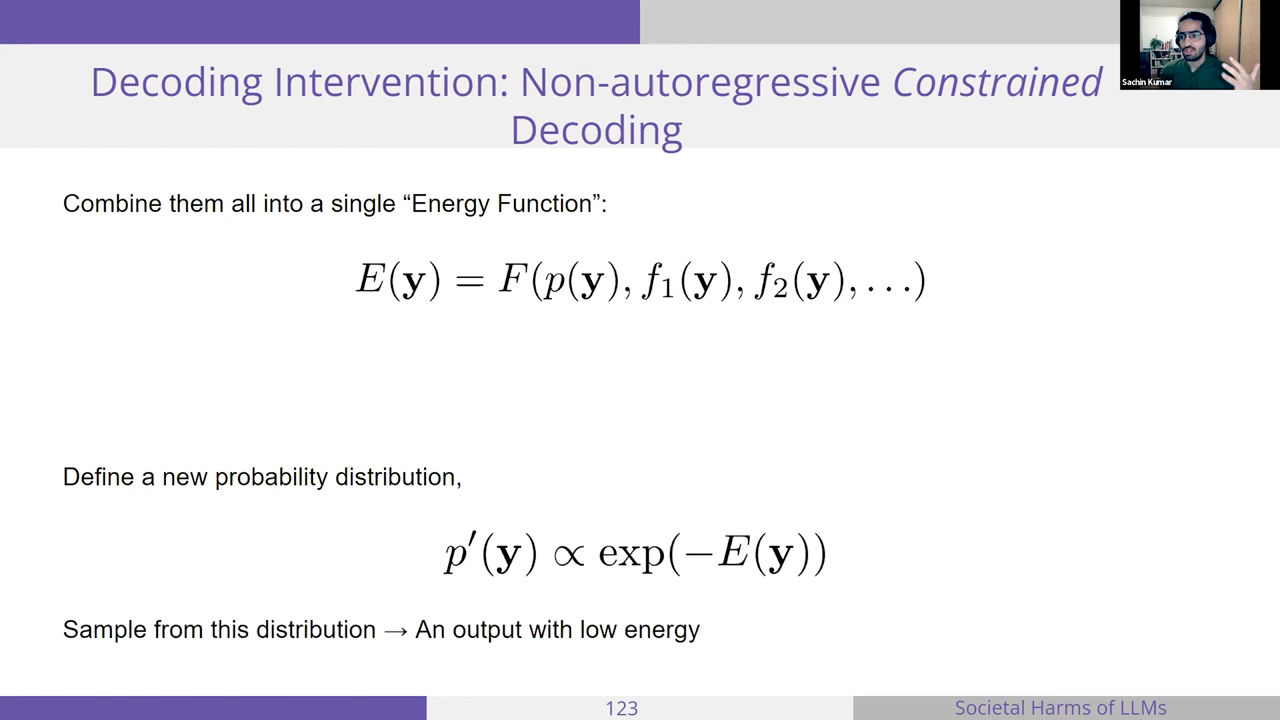 Decoding Intervention: Non-autoregressive Constrained
Decoding
Sachin Kumar
Combine them all into a single “Energy Function”:
E(y) = F(p(y), f₁(y), f₂(y), . . .)
Define a new probability distribution,
p′(y) ∝ exp(−E(y))
Sample from this distribution → An output with low energy
123
Societal Harms of LLMs